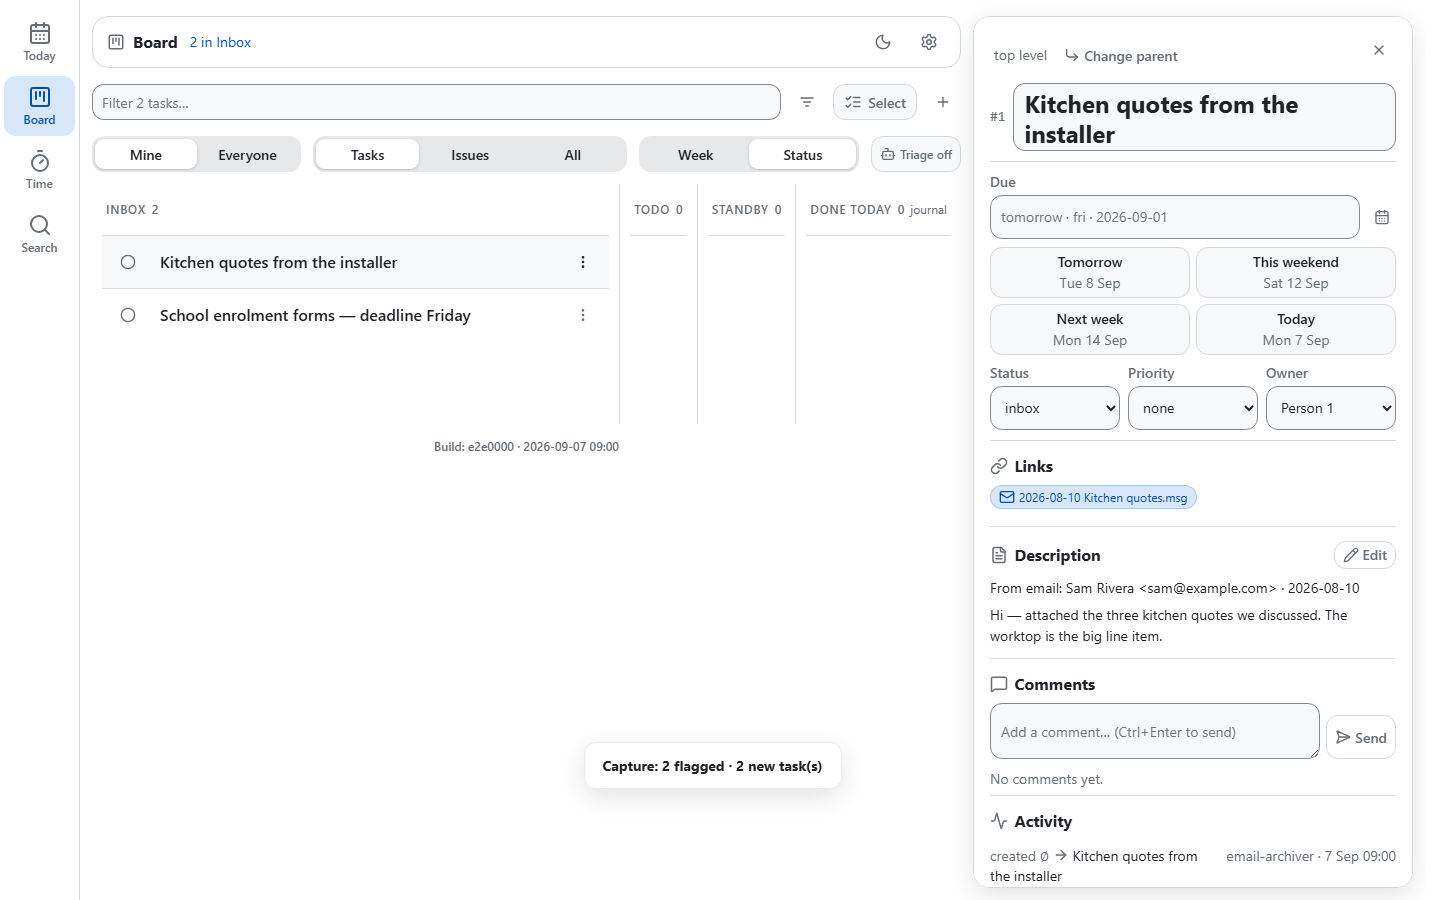 Today
Board
Time
Search
Board 2 in Inbox
Filter 2 tasks...
Select
Mine
Everyone
Tasks
Issues
All
Week
Status
Triage off
INBOX 2
TODO 0
STANDBY 0
DONE TODAY 0 journal
Kitchen quotes from the installer
School enrolment forms — deadline Friday
Build: e2e0000 · 2026-09-07 09:00
Capture: 2 flagged · 2 new task(s)
top level
Change parent
#1
Kitchen quotes from the
installer
Due
tomorrow · fri · 2026-09-01
Tomorrow
Tue 8 Sep
This weekend
Sat 12 Sep
Next week
Mon 14 Sep
Today
Mon 7 Sep
Status
Priority
Owner
inbox
none
Person 1
Links
2026-08-10 Kitchen quotes.msg
Description
Edit
From email: Sam Rivera <sam@example.com> · 2026-08-10
Hi — attached the three kitchen quotes we discussed. The
worktop is the big line item.
Comments
Add a comment... (Ctrl+Enter to send)
Send
No comments yet.
Activity
created ∅ → Kitchen quotes from
the installer
email-archiver · 7 Sep 09:00